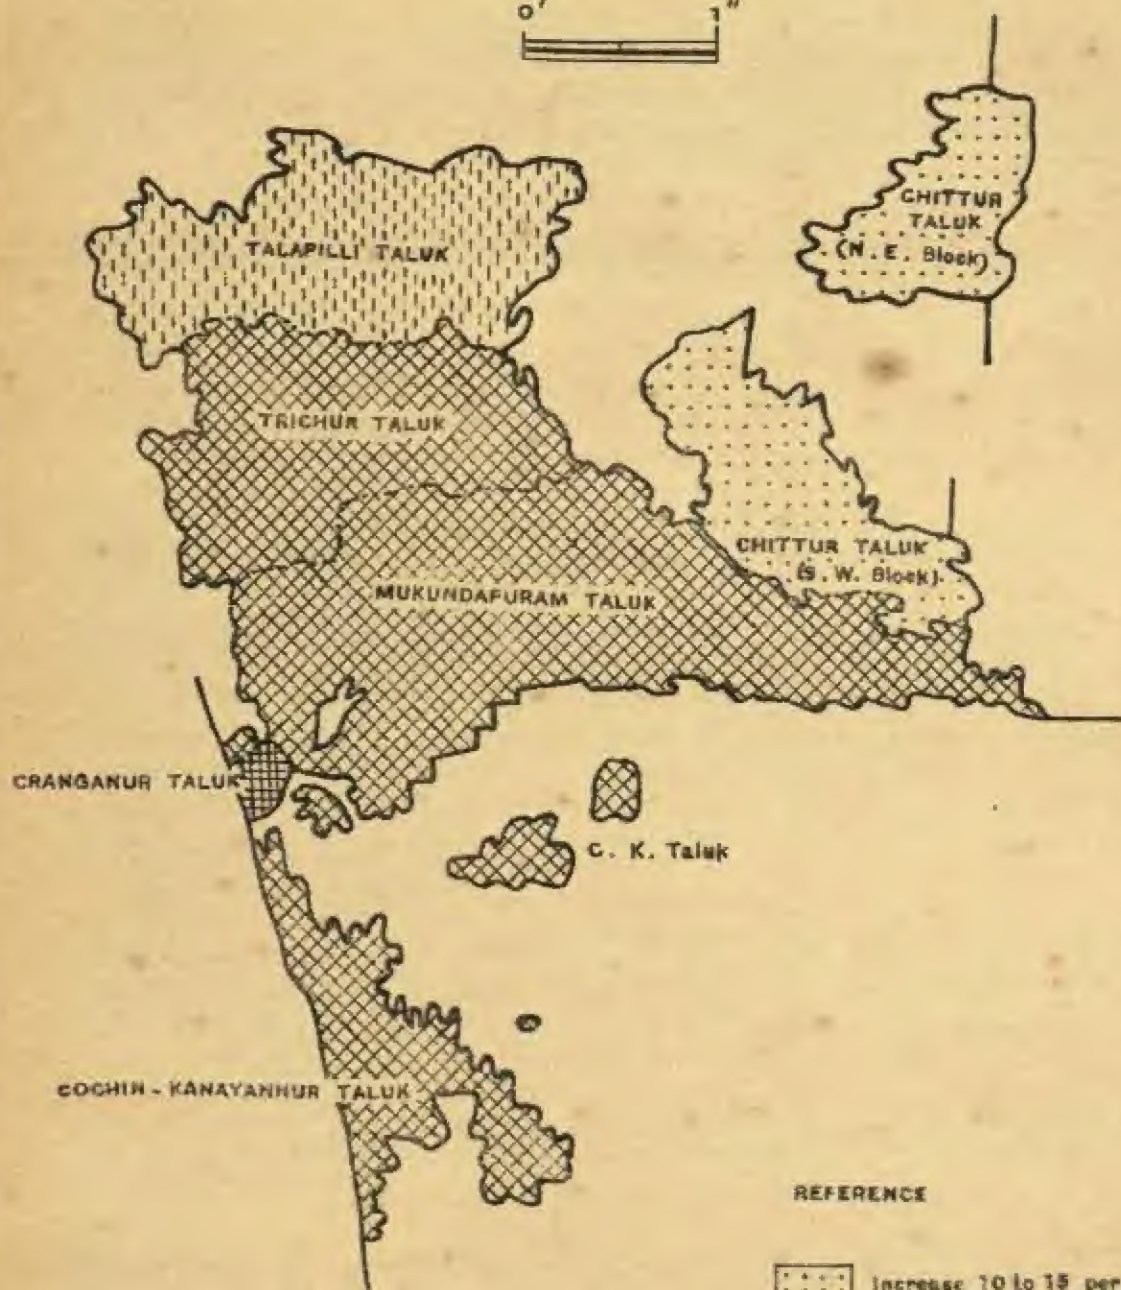 0' 1"
CHITTUR
TALUK
(N. E. Block)
TALAPILLI TALUK
TRICHUR TALUK
CHITTUR TALUK
(S. W. Block)
MUKUNDAPURAM TALUK
CRANGANUR TALUK
C. K. Taluk
COCHIN - KANAYANNUR TALUK
REFERENCE
Increase 10 to 15 per